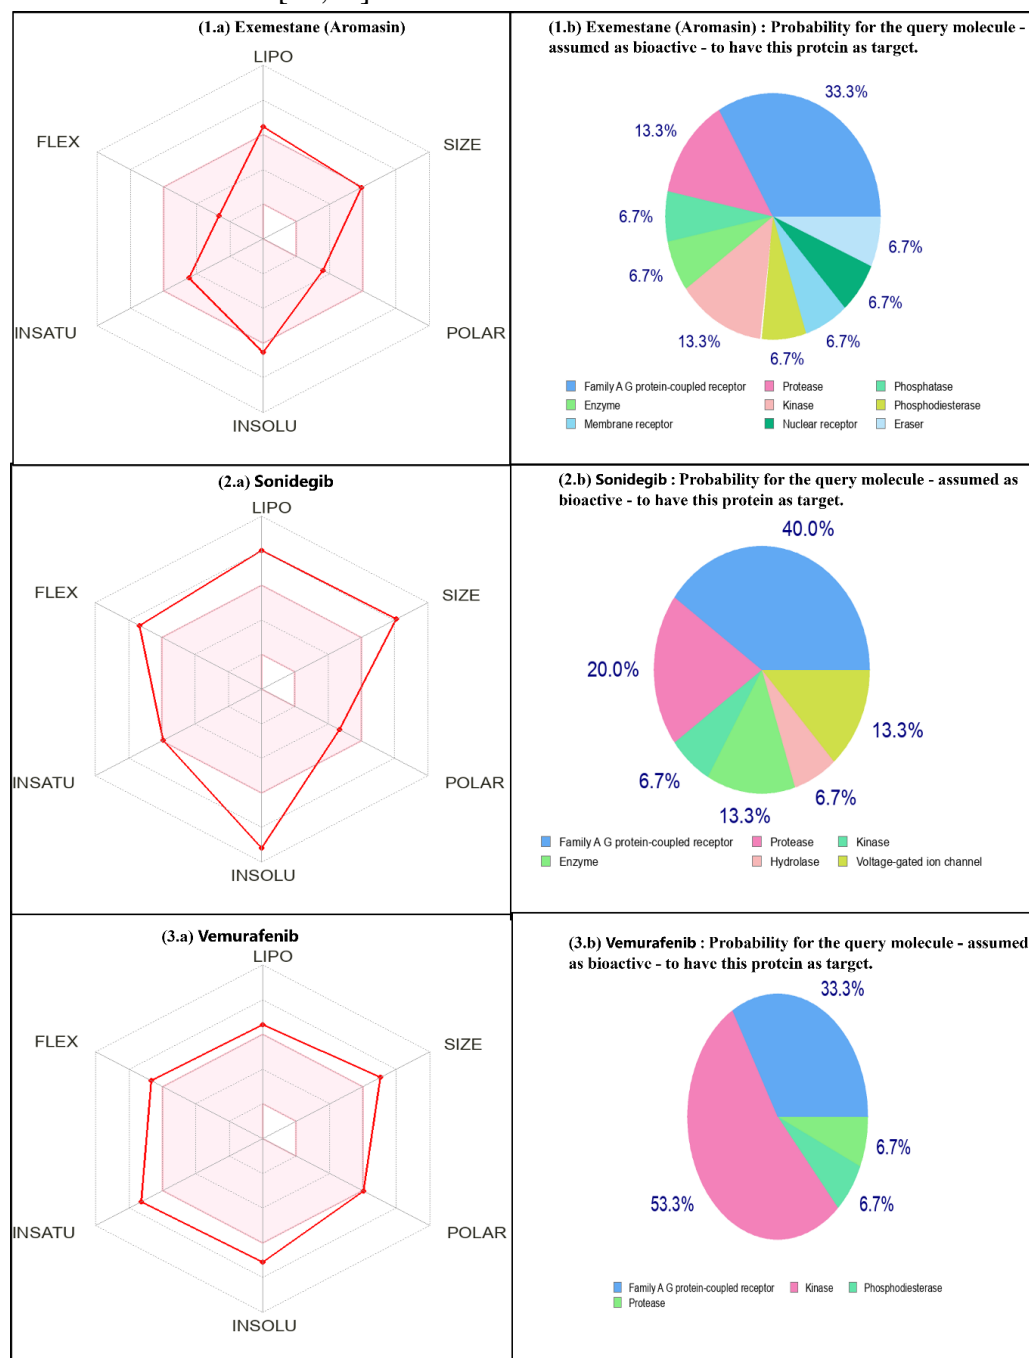 (1.a) Exemestane (Aromasin)
LIPO
FLEX
SIZE
INSATU
POLAR
INSOLU
(1.b) Exemestane (Aromasin) : Probability for the query molecule -
assumed as bioactive - to have this protein as target.
33.3%
13.3%
6.7%
6.7%
6.7%
6.7%
13.3%
6.7%
6.7%
Family A G protein-coupled receptor
Protease
Phosphatase
Enzyme
Kinase
Phosphodiesterase
Membrane receptor
Nuclear receptor
Eraser
(2.a) Sonidegib
LIPO
FLEX
SIZE
INSATU
POLAR
INSOLU
(2.b) Sonidegib : Probability for the query molecule - assumed as
bioactive - to have this protein as target.
40.0%
20.0%
13.3%
6.7%
6.7%
13.3%
Family A G protein-coupled receptor
Protease
Kinase
Enzyme
Hydrolase
Voltage-gated ion channel
(3.a) Vemurafenib
LIPO
FLEX
SIZE
INSATU
POLAR
INSOLU
(3.b) Vemurafenib : Probability for the query molecule - assumed
as bioactive - to have this protein as target.
33.3%
6.7%
53.3%
6.7%
Family A G protein-coupled receptor
Kinase
Phosphodiesterase
Protease